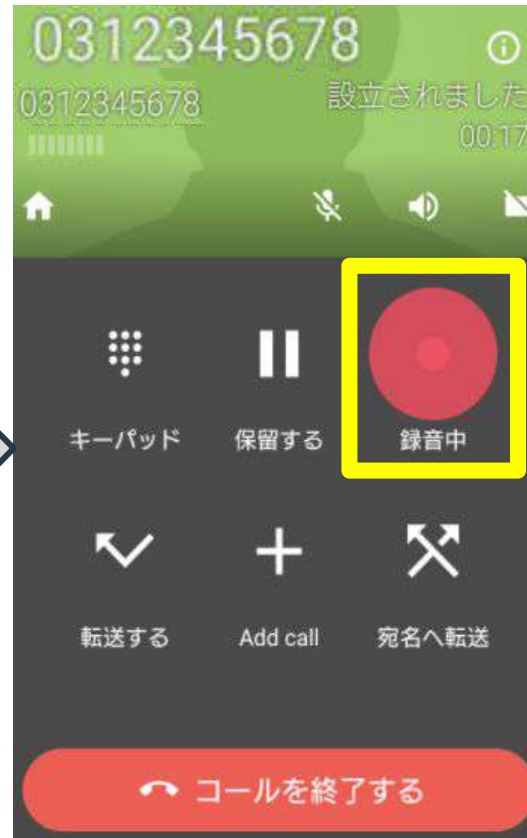 0312345678
0312345678
設立されました
00:17
キーパッド
保留する
録音中
転送する
Add call
宛名へ転送
コールを終了する